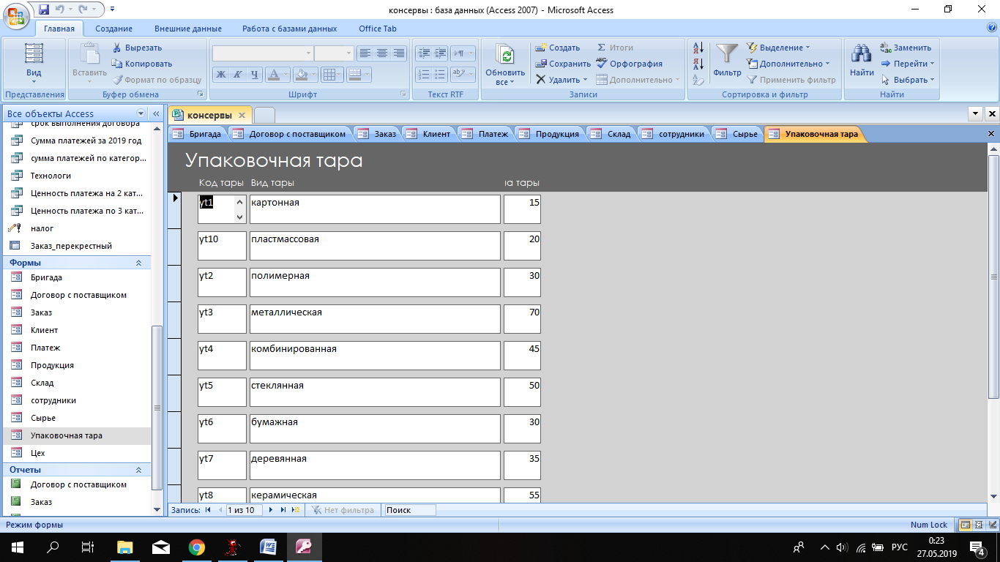 консервы : база данных (Access 2007) - Microsoft Access
Главная Создание Внешние данные Работа с базами данных Office Tab
Вид
Представления
Вставить
Вырезать
Копировать
Формат по образцу
Буфер обмена
Ж К Ч
Шрифт
Текст RTF
Обновить все
Создать
Сохранить
Удалить
Итоги
Орфография
Дополнительно
Записи
Фильтр
Выделение
Дополнительно
Применить фильтр
Сортировка и фильтр
Найти
Заменить
Перейти
Выбрать
Найти
Все объекты Access
срок выполнения договора
Сумма платежей за 2019 год
сумма платежей по категор...
Технологи
Ценность платежа на 2 кат...
Ценность платежа по 3 кат...
налог
Заказ_перекрестный
Формы
Бригада
Договор с поставщиком
Заказ
Клиент
Платеж
Продукция
Склад
сотрудники
Сырье
Упаковочная тара
Цех
Отчеты
Договор с поставщиком
Заказ
консервы
Бригада Договор с поставщиком Заказ Клиент Платеж Продукция Склад сотрудники Сырье Упаковочная тара
Упаковочная тара
Код тары Вид тары на тары
yt1 картонная 15
yt10 пластмассовая 20
yt2 полимерная 30
yt3 металлическая 70
yt4 комбинированная 45
yt5 стеклянная 50
yt6 бумажная 30
yt7 деревянная 35
yt8 керамическая 55
Запись: 1 из 10 Нет фильтра Поиск
Режим формы Num Lock
РУС 0:23
27.05.2019
4